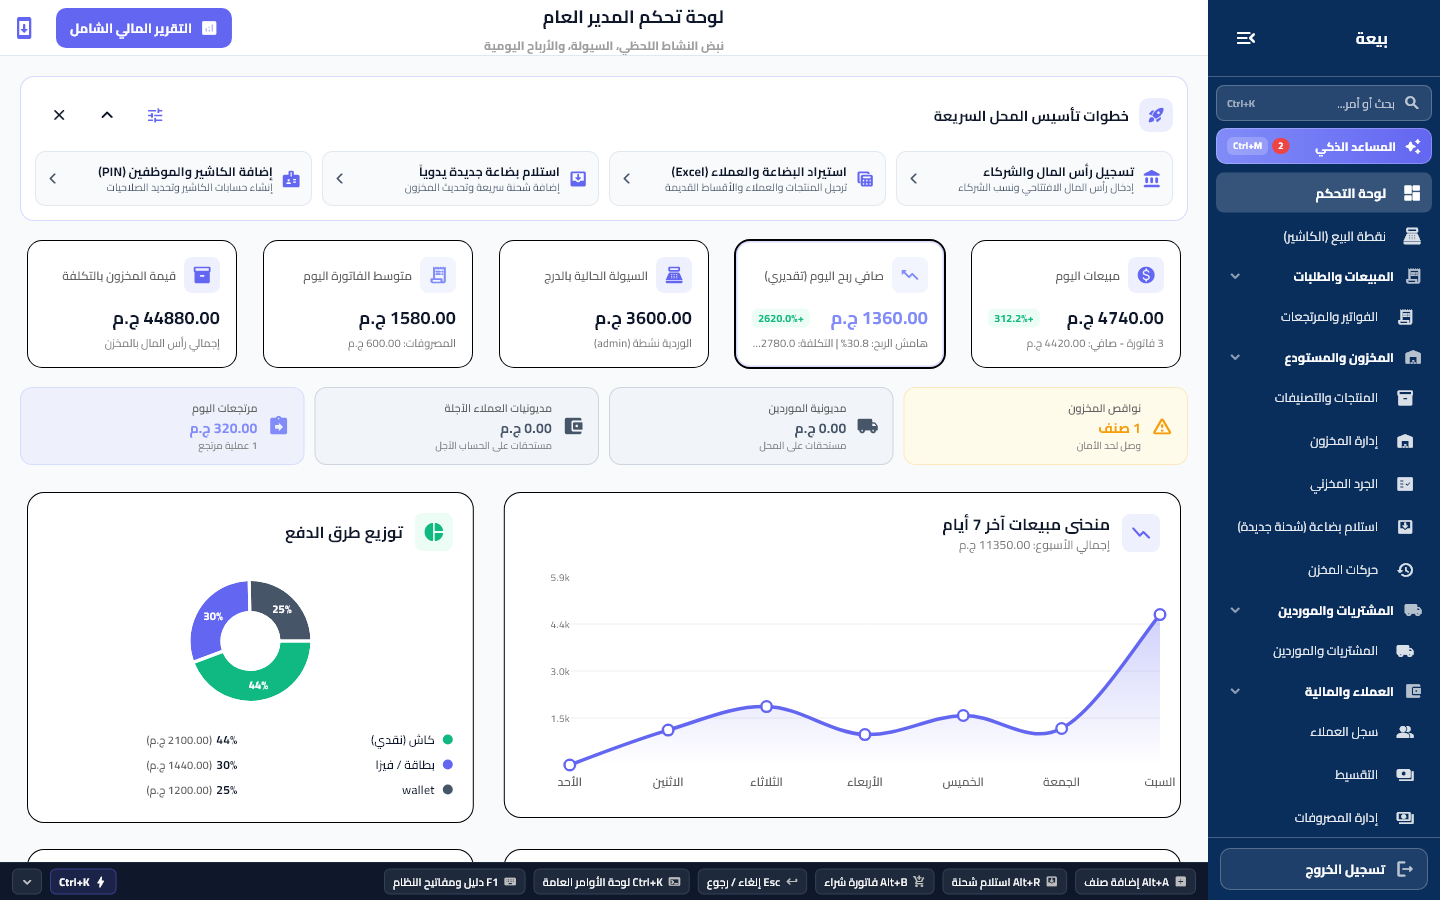 بيعة
بحث أو أمر...
Ctrl+K
المساعد الذكي
2
Ctrl+M
لوحة التحكم
نقطة البيع (الكاشير)
المبيعات والطلبات
الفواتير والمرتجعات
المخزون والمستودع
المنتجات والتصنيفات
إدارة المخزون
الجرد المخزني
استلام بضاعة (شحنة جديدة)
حركات المخزن
المشتريات والموردين
المشتريات والموردين
العملاء والمالية
سجل العملاء
التقسيط
إدارة المصروفات
تسجيل الخروج
لوحة تحكم المدير العام
نبض النشاط اللحظي، السيولة، والأرباح اليومية
التقرير المالي الشامل
خطوات تأسيس المحل السريعة
تسجيل رأس المال والشركاء
إدخال رأس المال الافتتاحي ونسب الشركاء
استيراد البضاعة والعملاء (Excel)
ترحيل المنتجات والعملاء والأقساط القديمة
استلام بضاعة جديدة يدوياً
إضافة شحنة سريعة وتحديث المخزون
إضافة الكاشير والموظفين (PIN)
إنشاء حسابات الكاشير وتحديد الصلاحيات
مبيعات اليوم
4740.00 ج.م
+312.2%
3 فاتورة - صافي: 4420.00 ج.م
صافي ربح اليوم (تقديري)
1360.00 ج.م
+2620.0%
هامش الربح: 30.8% | التكلفة: 2780.0...
السيولة الحالية بالدرج
3600.00 ج.م
الوردية نشطة (admin)
متوسط الفاتورة اليوم
1580.00 ج.م
المصروفات: 600.00 ج.م
قيمة المخزون بالتكلفة
44880.00 ج.م
إجمالي رأس المال بالمخزن
نواقص المخزون
1 صنف
وصل لحد الأمان
مديونية الموردين
0.00 ج.م
مستحقات على المحل
مديونيات العملاء الآجلة
0.00 ج.م
مستحقات على الحساب الآجل
مرتجعات اليوم
320.00 ج.م
1 عملية مرتجع
منحنى مبيعات آخر 7 أيام
إجمالي الأسبوع: 11350.00 ج.م
5.9k
4.4k
3.0k
1.5k
السبت
الجمعة
الخميس
الأربعاء
الثلاثاء
الاثنين
الأحد
توزيع طرق الدفع
25%
30%
44%
كاش (نقدي)
44% (2100.00 ج.م)
بطاقة / فيزا
30% (1440.00 ج.م)
wallet
25% (1200.00 ج.م)
Alt+A إضافة صنف
Alt+R استلام شحنة
Alt+B فاتورة شراء
Esc إلغاء / رجوع
Ctrl+K لوحة الأوامر العامة
F1 دليل ومفاتيح النظام
Ctrl+K